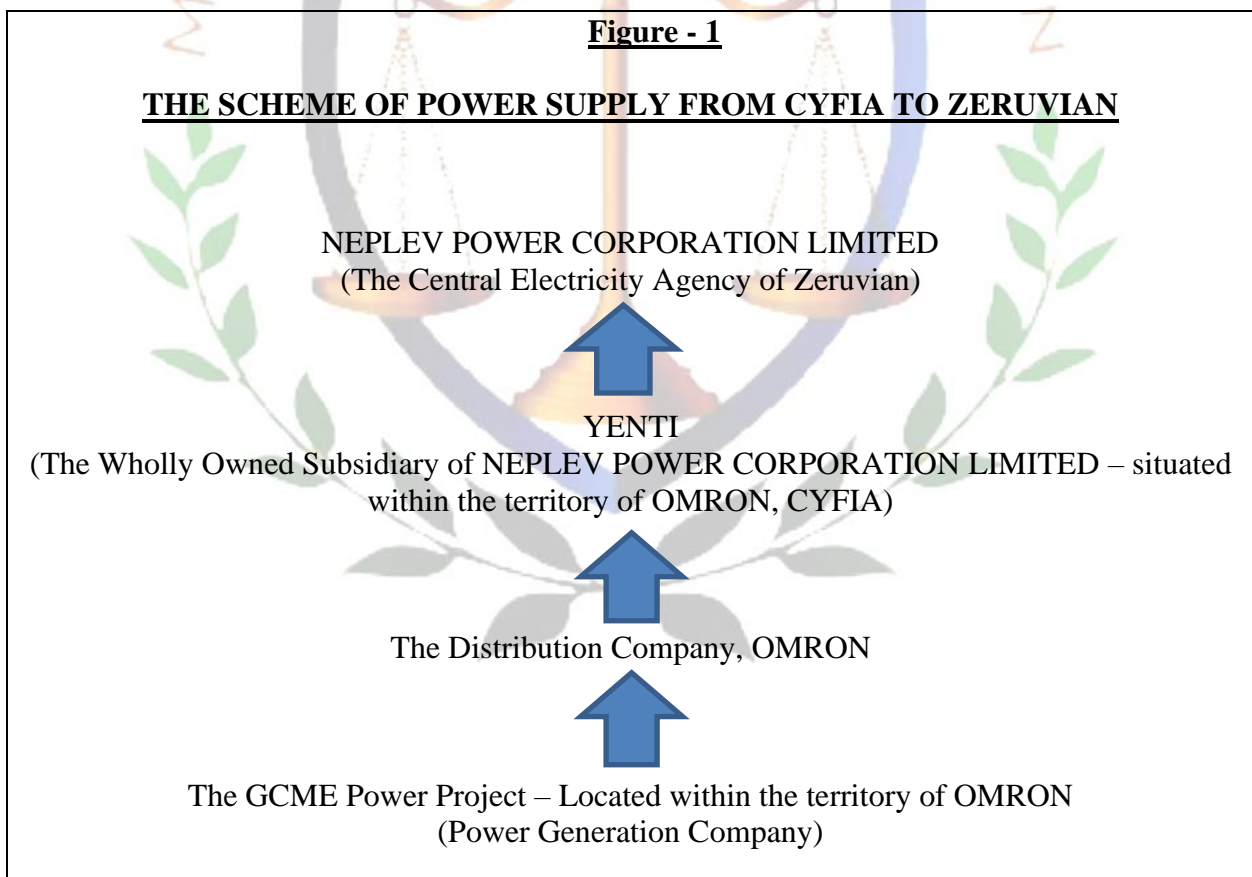 Figure - 1
THE SCHEME OF POWER SUPPLY FROM CYFIA TO ZERUVIAN
NEPLEV POWER CORPORATION LIMITED
(The Central Electricity Agency of Zeruvian)
YENTI
(The Wholly Owned Subsidiary of NEPLEV POWER CORPORATION LIMITED – situated
within the territory of OMRON, CYFIA)
The Distribution Company, OMRON
The GCME Power Project – Located within the territory of OMRON
(Power Generation Company)